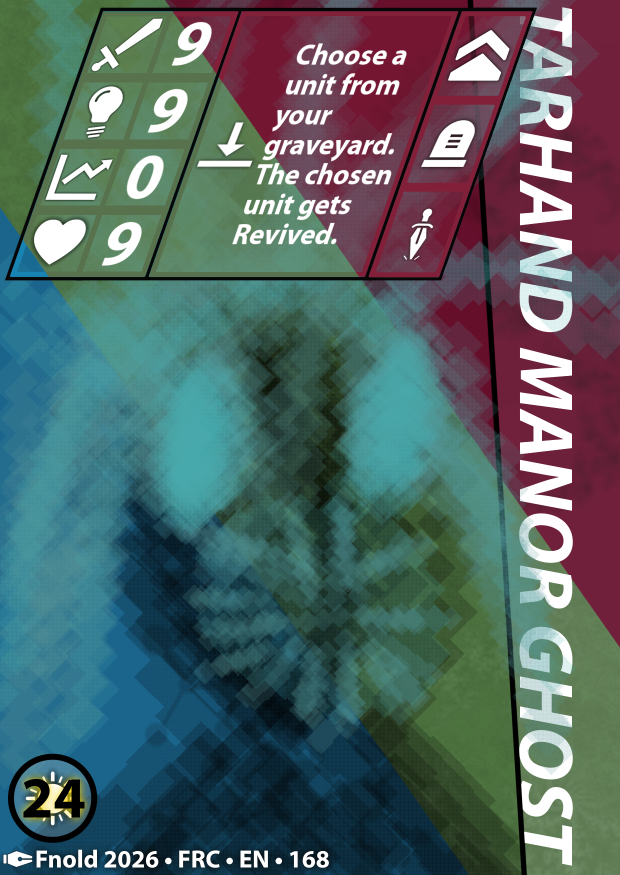 9
9
0
9
Choose a
unit from
your
graveyard.
The chosen
unit gets
Revived.
TARHAND MANOR GHOST
24
Fnold 2026 • FRC • EN • 168